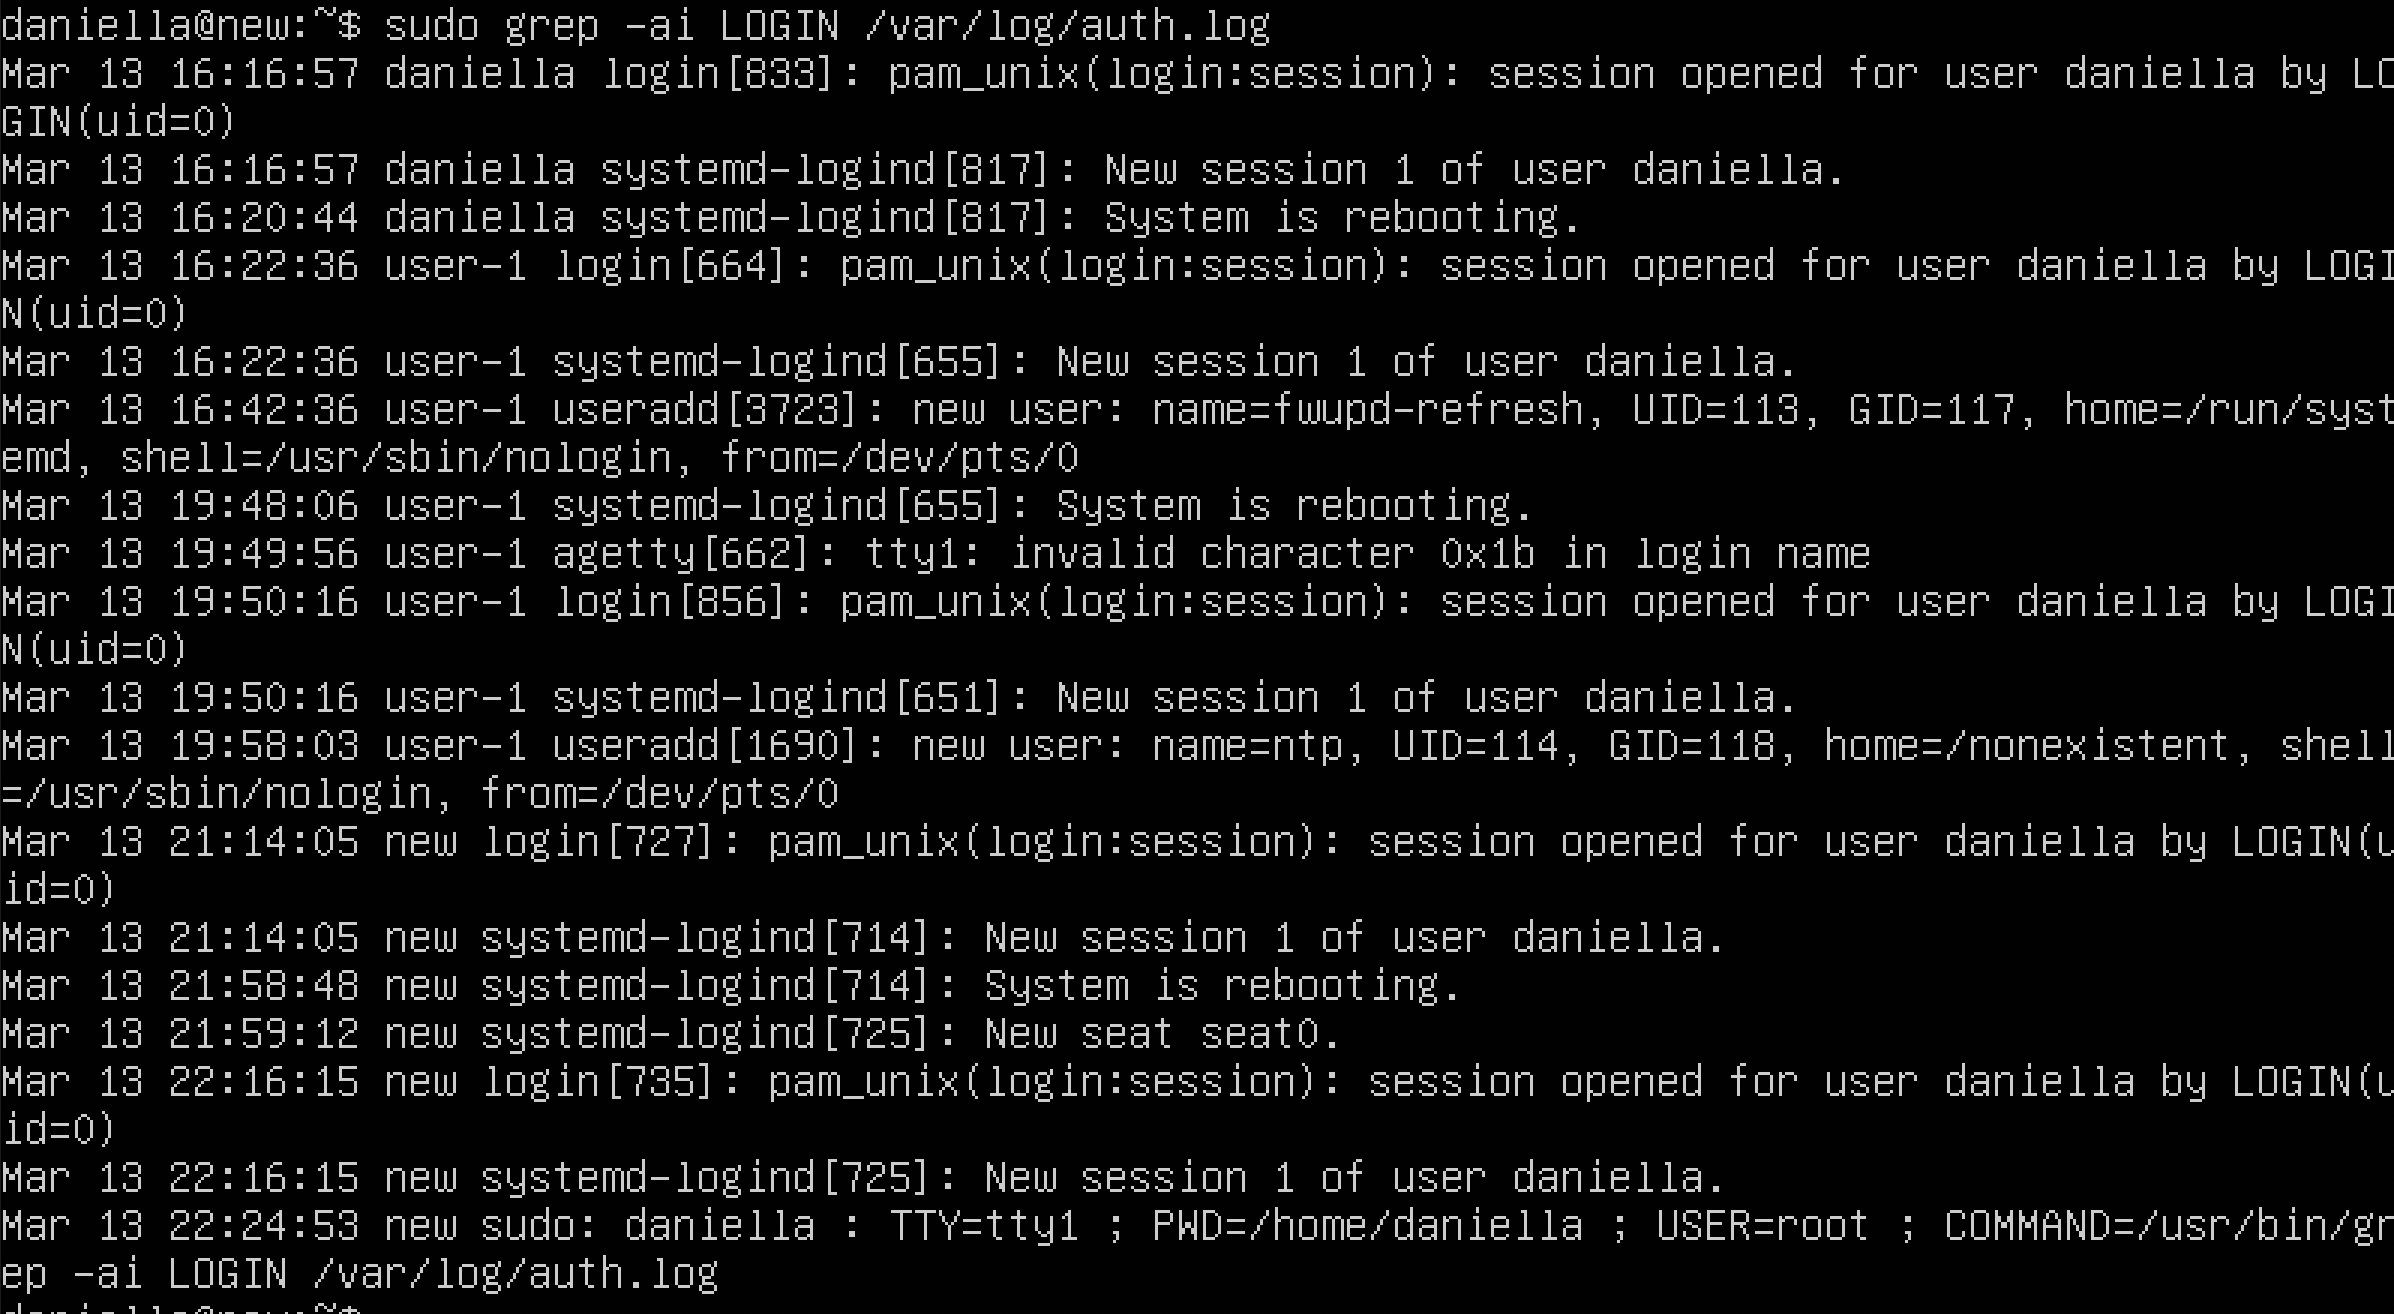 daniella@new:~$ sudo grep -ai LOGIN /var/log/auth.log
Mar 13 16:16:57 daniella login[833]: pam_unix(login:session): session opened for user daniella by LO
GIN(uid=0)
Mar 13 16:16:57 daniella systemd-logind[817]: New session 1 of user daniella.
Mar 13 16:20:44 daniella systemd-logind[817]: System is rebooting.
Mar 13 16:22:36 user-1 login[664]: pam_unix(login:session): session opened for user daniella by LOGI
N(uid=0)
Mar 13 16:22:36 user-1 systemd-logind[655]: New session 1 of user daniella.
Mar 13 16:42:36 user-1 useradd[3723]: new user: name=fwupd-refresh, UID=113, GID=117, home=/run/syst
emd, shell=/usr/sbin/nologin, from=/dev/pts/0
Mar 13 19:48:06 user-1 systemd-logind[655]: System is rebooting.
Mar 13 19:49:56 user-1 agetty[662]: tty1: invalid character 0x1b in login name
Mar 13 19:50:16 user-1 login[856]: pam_unix(login:session): session opened for user daniella by LOGI
N(uid=0)
Mar 13 19:50:16 user-1 systemd-logind[651]: New session 1 of user daniella.
Mar 13 19:58:03 user-1 useradd[1690]: new user: name=ntp, UID=114, GID=118, home=/nonexistent, shell
=/usr/sbin/nologin, from=/dev/pts/0
Mar 13 21:14:05 new login[727]: pam_unix(login:session): session opened for user daniella by LOGIN(u
id=0)
Mar 13 21:14:05 new systemd-logind[714]: New session 1 of user daniella.
Mar 13 21:58:48 new systemd-logind[714]: System is rebooting.
Mar 13 21:59:12 new systemd-logind[725]: New seat seat0.
Mar 13 22:16:15 new login[735]: pam_unix(login:session): session opened for user daniella by LOGIN(u
id=0)
Mar 13 22:16:15 new systemd-logind[725]: New session 1 of user daniella.
Mar 13 22:24:53 new sudo: daniella : TTY=tty1 ; PWD=/home/daniella ; USER=root ; COMMAND=/usr/bin/gr
ep -ai LOGIN /var/log/auth.log
daniella@new:~$